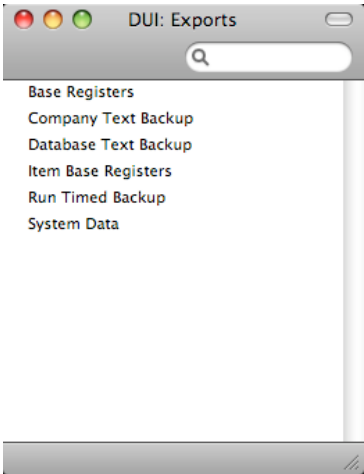 DUI: Exports
Base Registers
Company Text Backup
Database Text Backup
Item Base Registers
Run Timed Backup
System Data